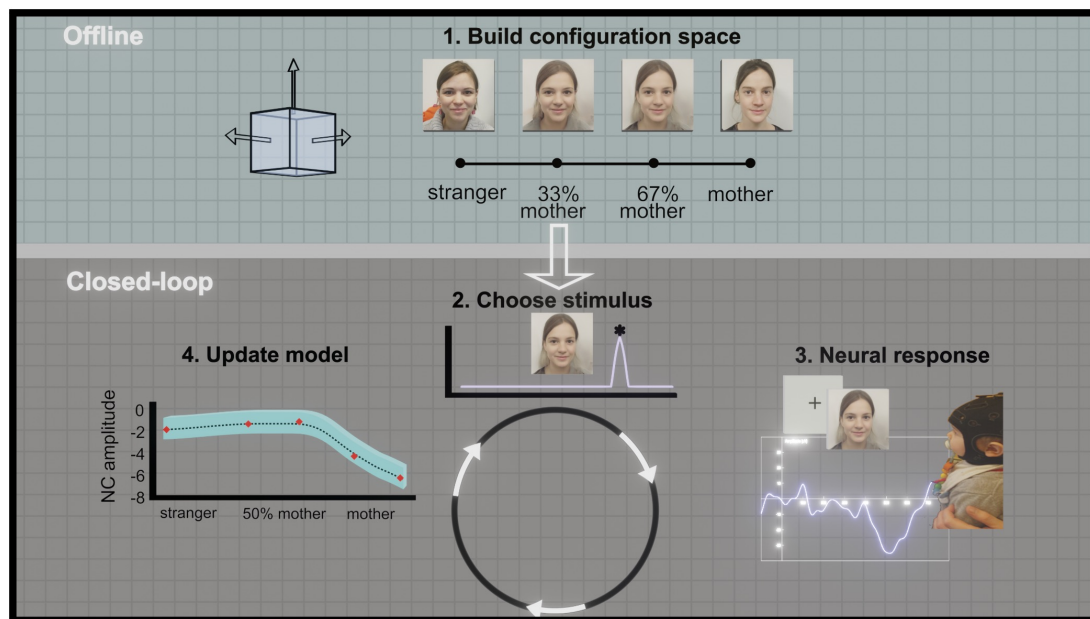 Offline
1. Build configuration space
stranger
33%
mother
67%
mother
mother
Closed-loop
2. Choose stimulus
*
4. Update model
NC amplitude
0
-2
-4
-6
-8
stranger
50% mother
mother
3. Neural response
+